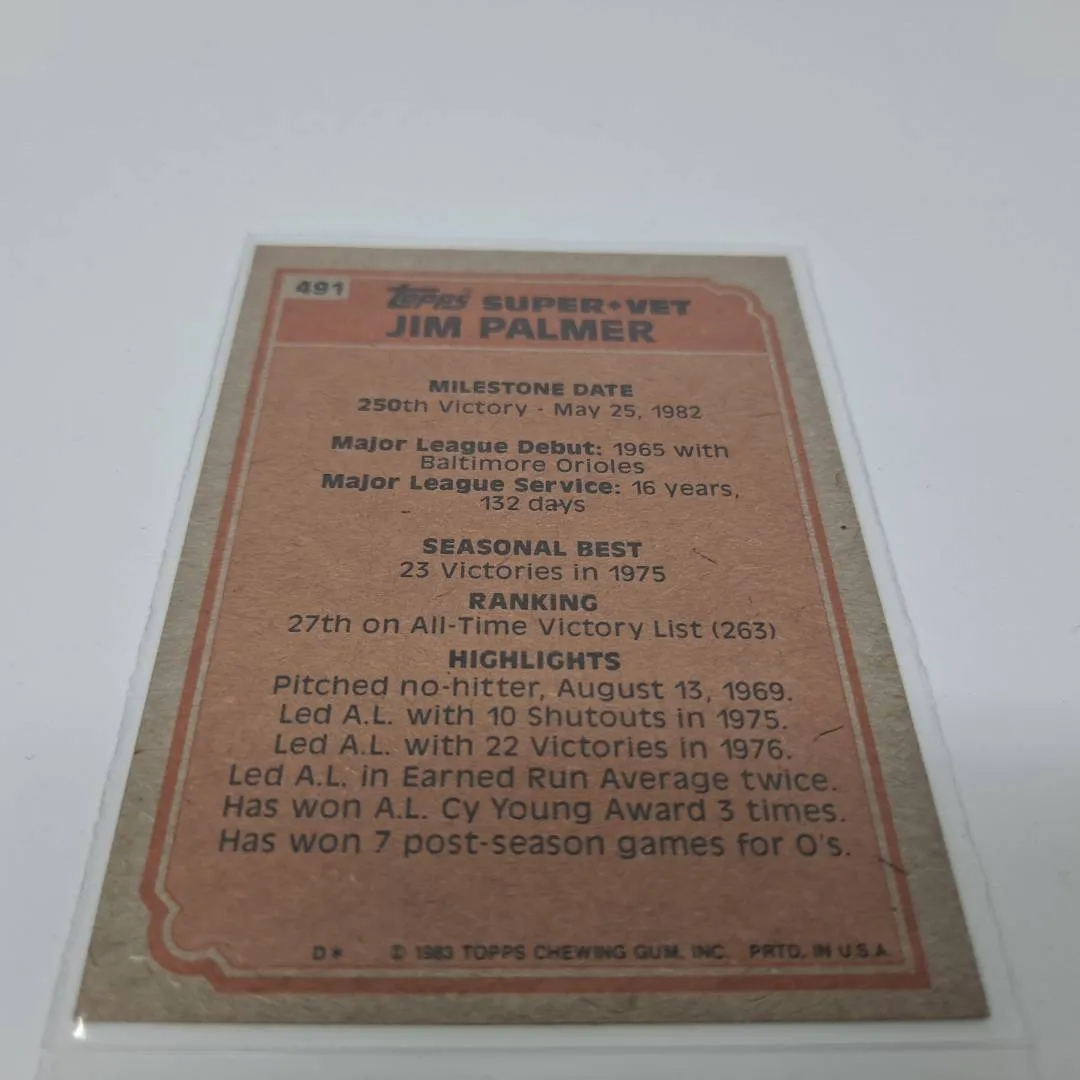 491
Topps SUPER•VET
JIM PALMER
MILESTONE DATE
250th Victory - May 25, 1982
Major League Debut: 1965 with
Baltimore Orioles
Major League Service: 16 years,
132 days
SEASONAL BEST
23 Victories in 1975
RANKING
27th on All-Time Victory List (263)
HIGHLIGHTS
Pitched no-hitter, August 13, 1969.
Led A.L. with 10 Shutouts in 1975.
Led A.L. with 22 Victories in 1976.
Led A.L. in Earned Run Average twice.
Has won A.L. Cy Young Award 3 times.
Has won 7 post-season games for O's.
D* © 1983 TOPPS CHEWING GUM, INC. PRTD. IN U.S.A.